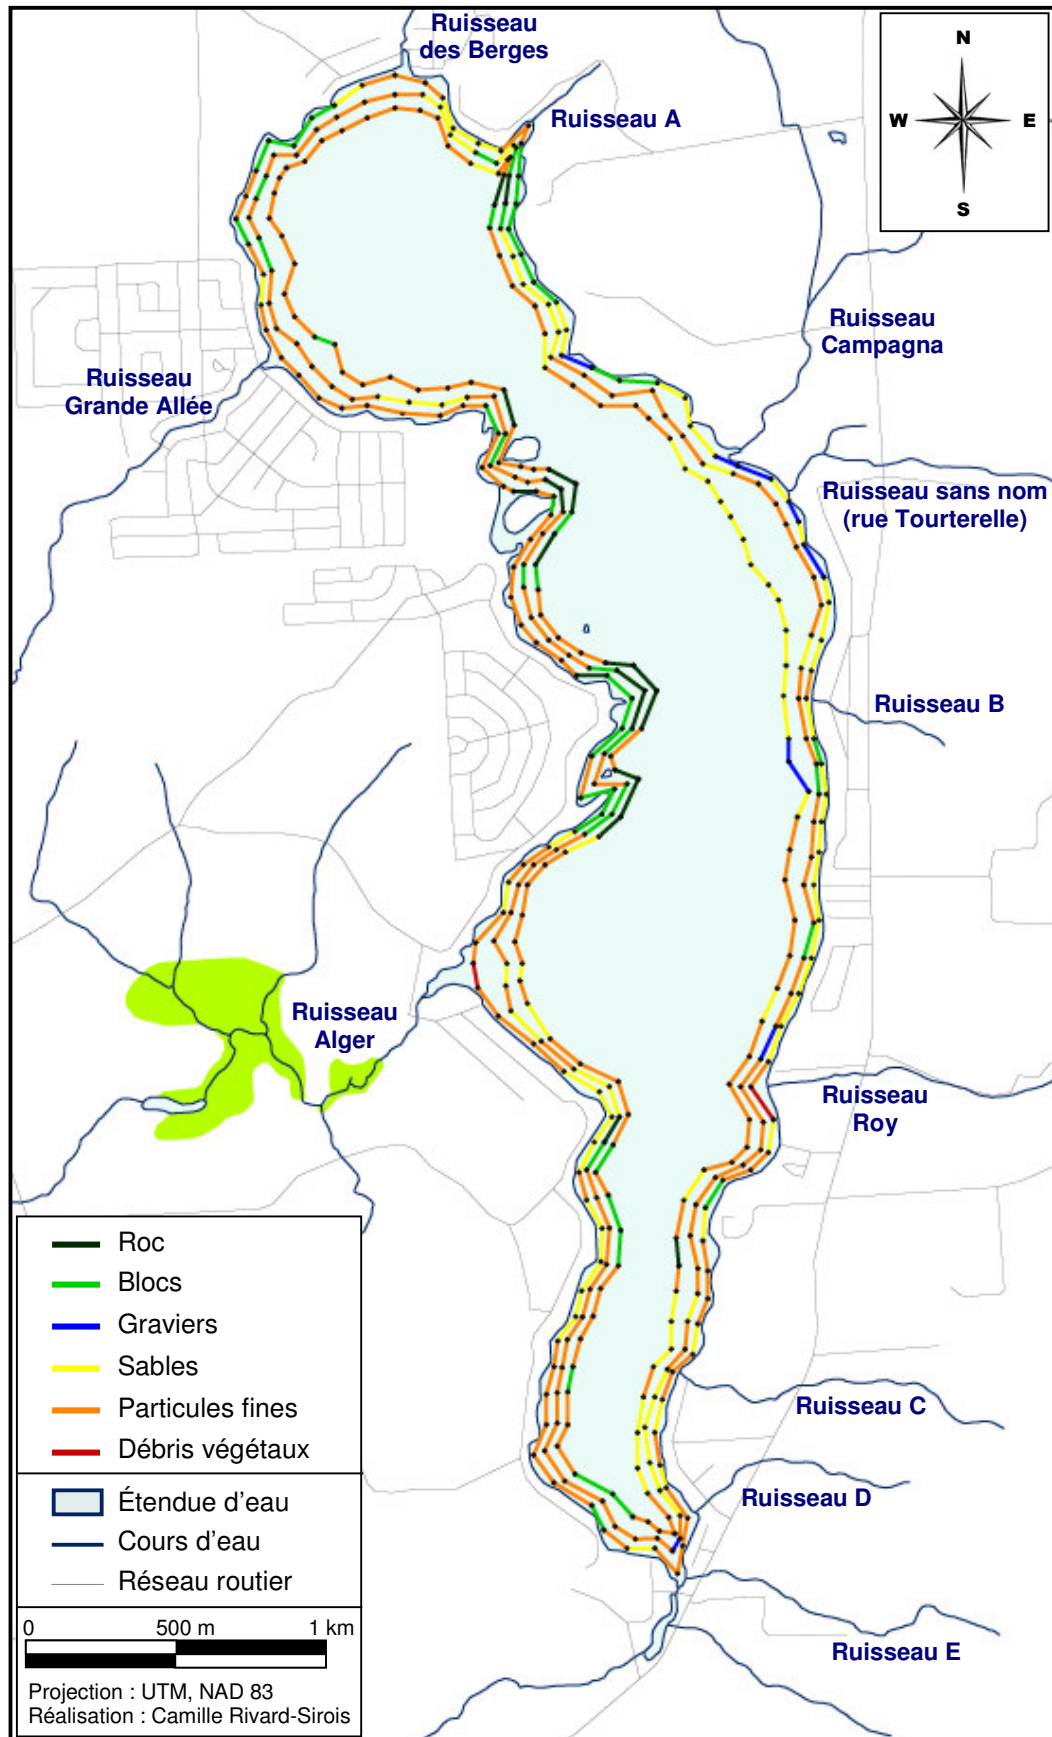 Ruisseau
des Berges
N
W
E
S
Ruisseau A
Ruisseau
Campagna
Ruisseau
Grande Allée
Ruisseau sans nom
(rue Tourterelle)
Ruisseau B
Ruisseau
Alger
Ruisseau
Roy
Roc
Blocs
Graviers
Sables
Particules fines
Débris végétaux
Étendue d'eau
Cours d'eau
Réseau routier
0 500 m 1 km
Projection : UTM, NAD 83
Réalisation : Camille Rivard-Sirois
Ruisseau C
Ruisseau D
Ruisseau E